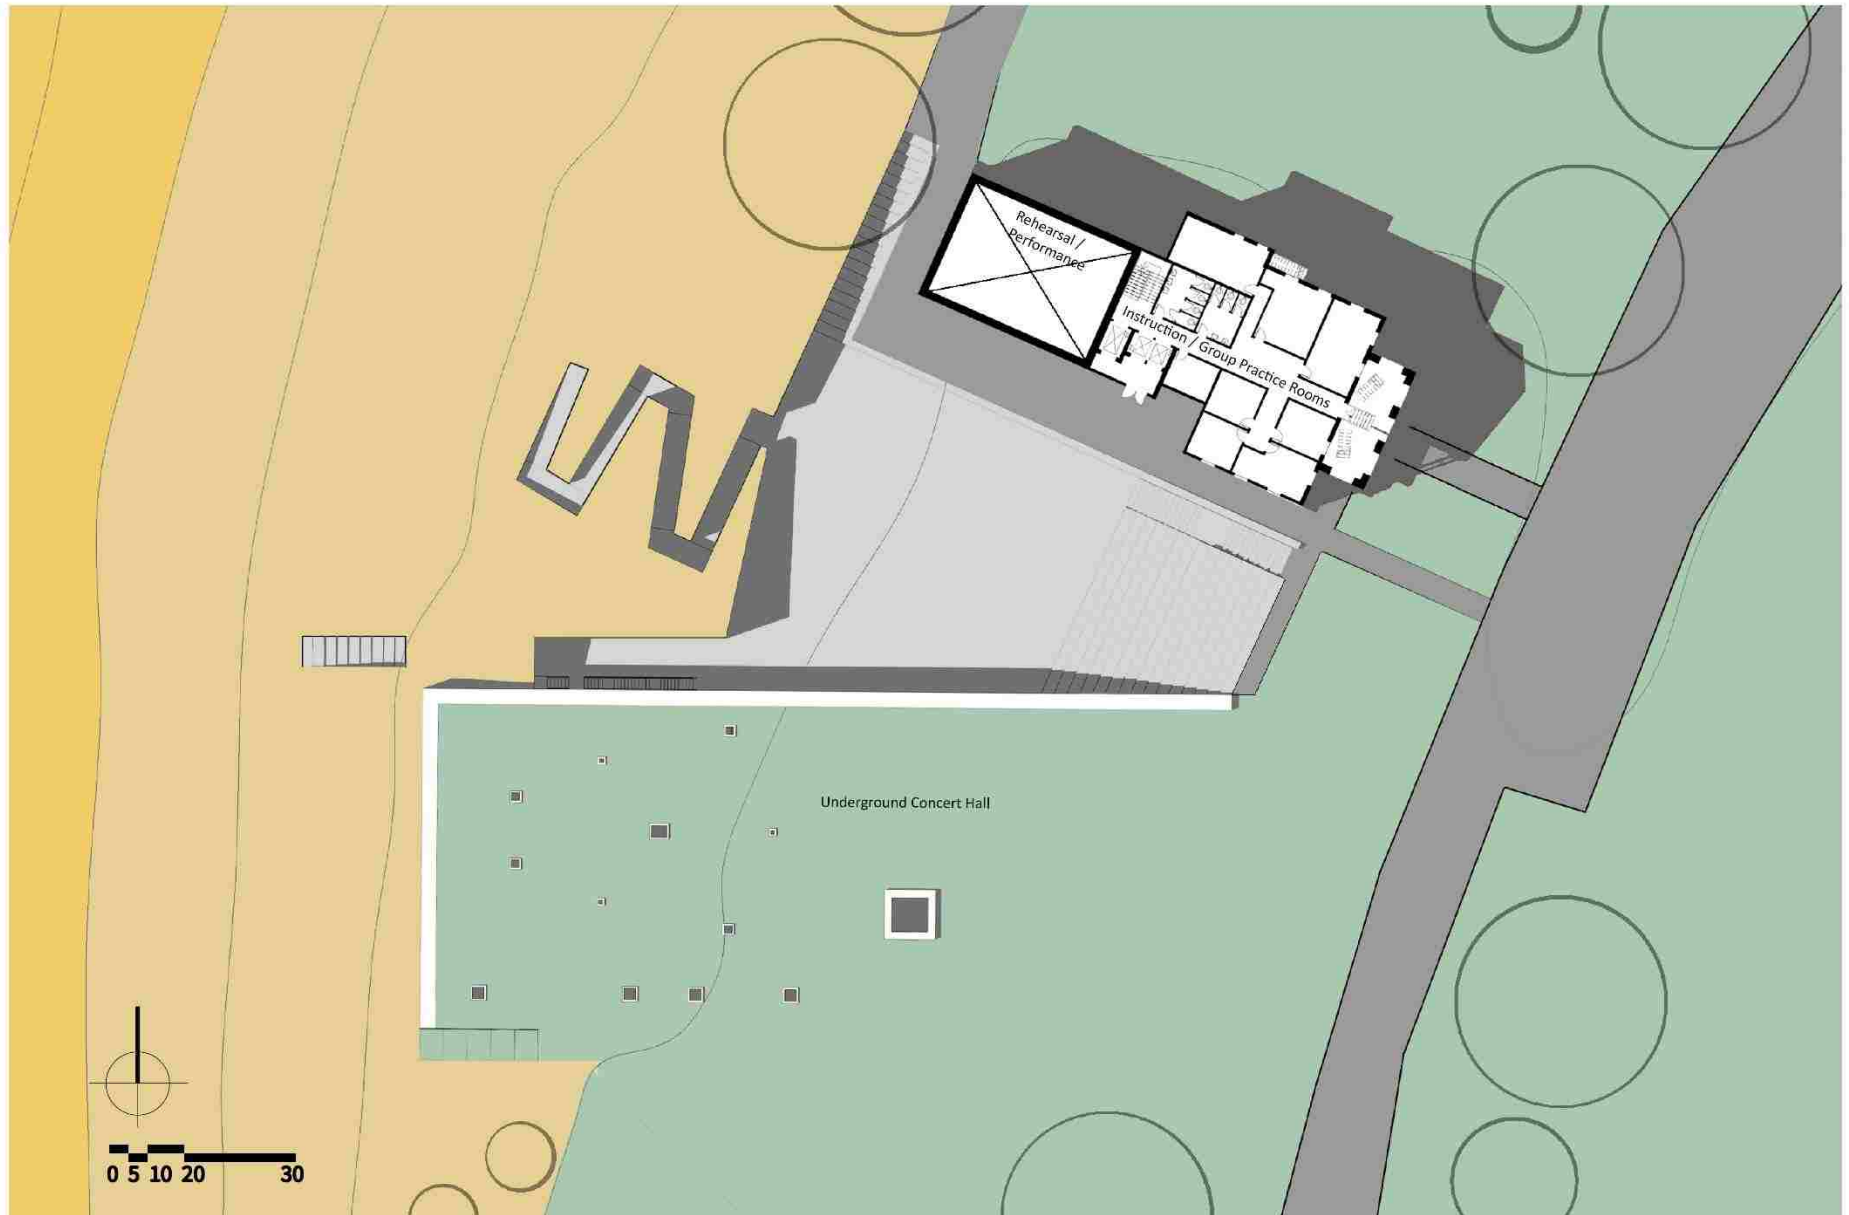 Rehearsal /
Performance
Instruction / Group Practice Rooms
Underground Concert Hall
0 5 10 20 30